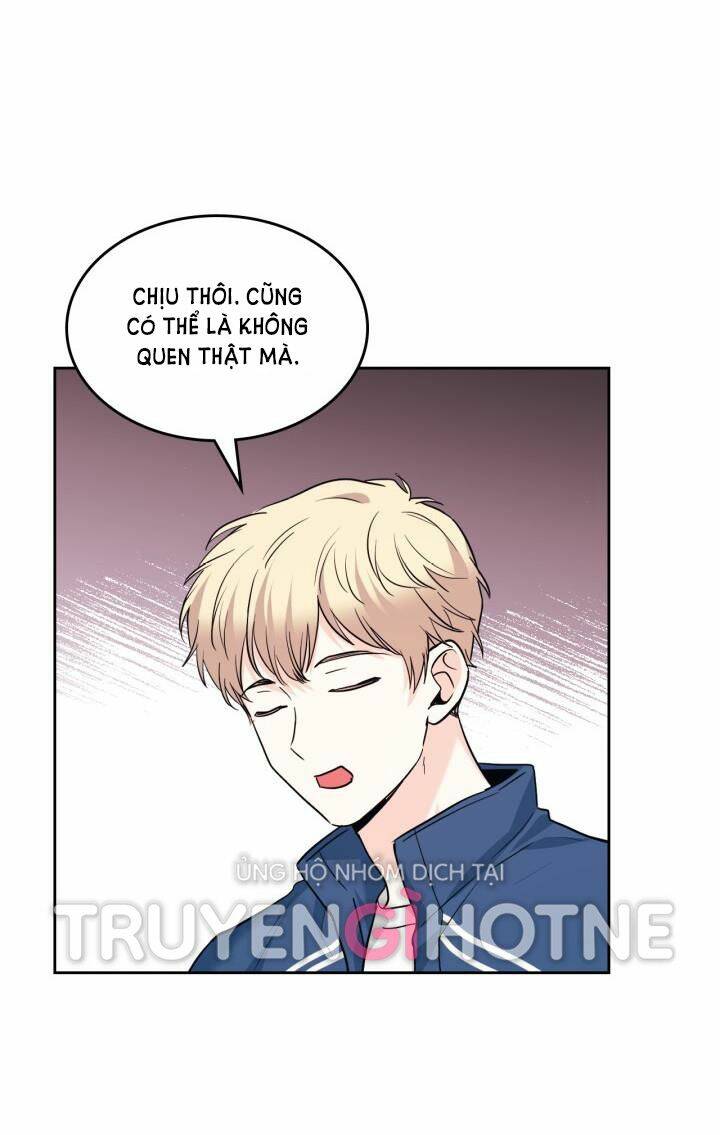 CHỊU THÔI. CŨNG
CÓ THỂ LÀ KHÔNG
QUEN THẬT MÀ.
ỦNG HỘ NHÓM DỊCH TẠI
TRUYENGIHOTNE